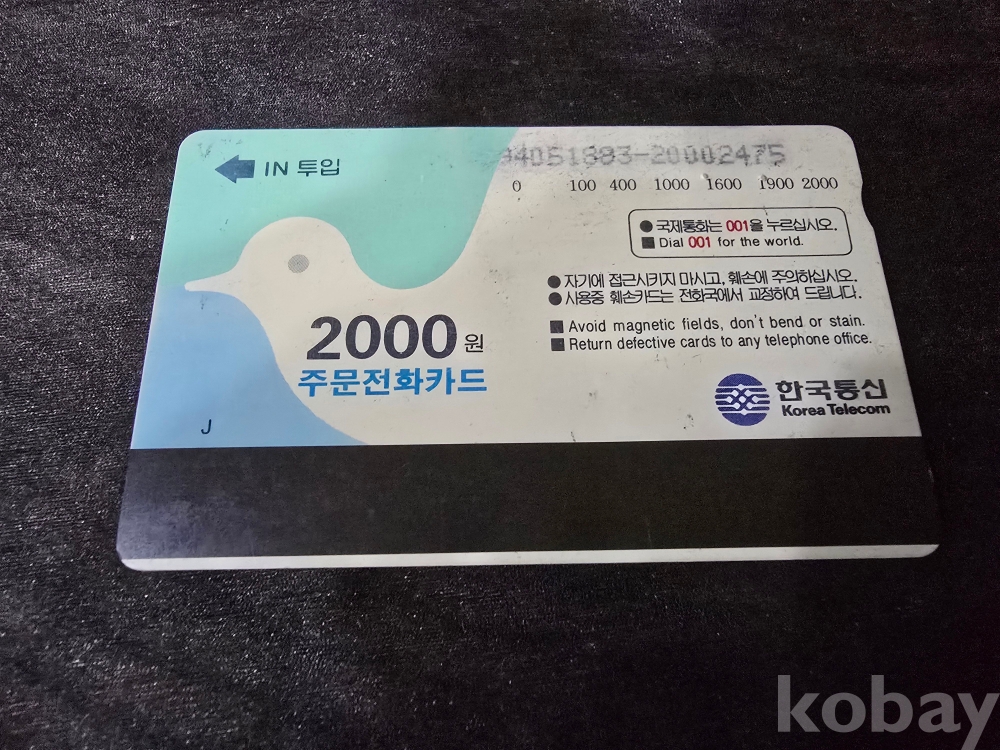 IN 투입
94051883-20002475
0 100 400 1000 1600 1900 2000
● 국제통화는 001을 누르십시오.
■ Dial 001 for the world.
● 자기에 접근시키지 마시고, 훼손에 주의하십시오.
● 사용중 훼손카드는 전화국에서 교정하여 드립니다.
■ Avoid magnetic fields, don't bend or stain.
■ Return defective cards to any telephone office.
2000원
주문전화카드
한국통신
Korea Telecom
J
kobay